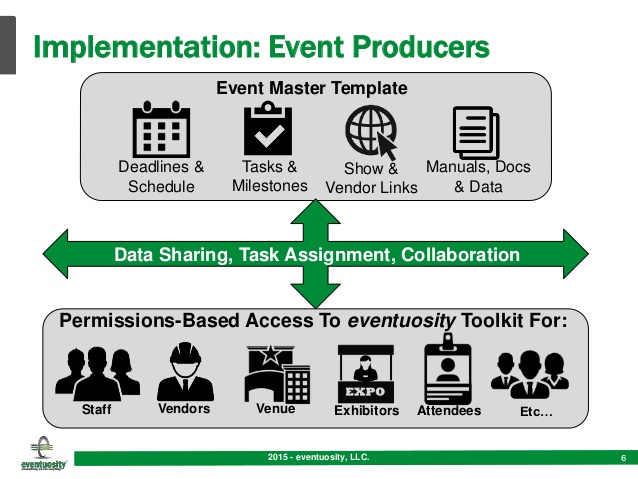 Implementation: Event Producers
Event Master Template
Deadlines &
Schedule
Tasks &
Milestones
Show &
Vendor Links
Manuals, Docs
& Data
Data Sharing, Task Assignment, Collaboration
Permissions-Based Access To eventuosity Toolkit For:
Staff
Vendors
Venue
EXPO
Exhibitors
Attendees
Etc...
eventuosity
2015 - eventuosity, LLC.
6